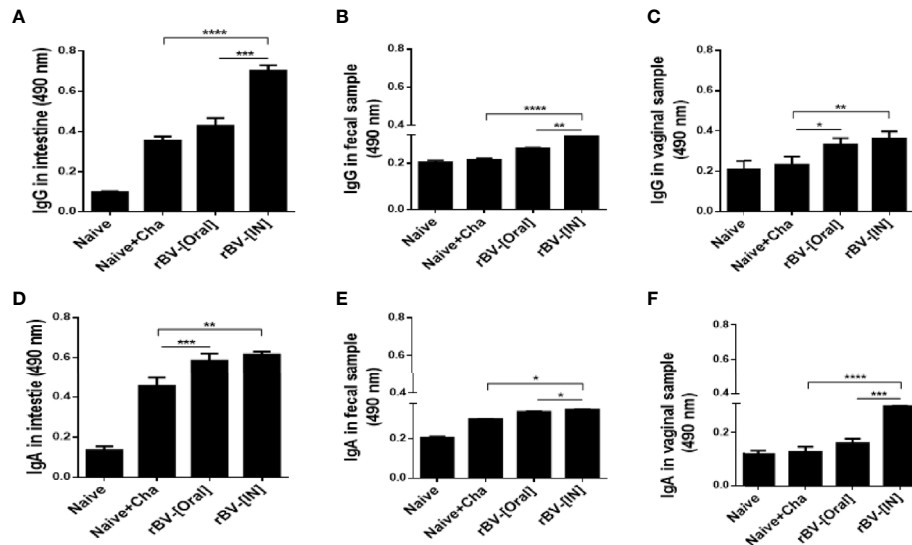 A
IgG in intestine (490 nm)
0.8
0.6
0.4
0.2
0.0
****
***
Naive
Naive+Cha
rBV-[Oral]
rBV-[IN]
B
IgG in fecal sample
(490 nm)
0.8
0.6
0.4
0.2
0.0
****
**
Naive
Naive+Cha
rBV-[Oral]
rBV-[IN]
C
IgG in vaginal sample
(490 nm)
0.8
0.6
0.4
0.2
0.0
**
*
Naive
Naive+Cha
rBV-[Oral]
rBV-[IN]
D
IgA in intestie (490 nm)
0.8
0.6
0.4
0.2
0.0
**
***
Naive
Naive+Cha
rBV-[Oral]
rBV-[IN]
E
IgA in fecal sample
(490 nm)
0.8
0.6
0.4
0.2
0.0
*
*
Naive
Naive+Cha
rBV-[Oral]
rBV-[IN]
F
IgA in vaginal sample
(490 nm)
0.8
0.6
0.4
0.2
0.0
****
***
Naive
Naive+Cha
rBV-[Oral]
rBV-[IN]